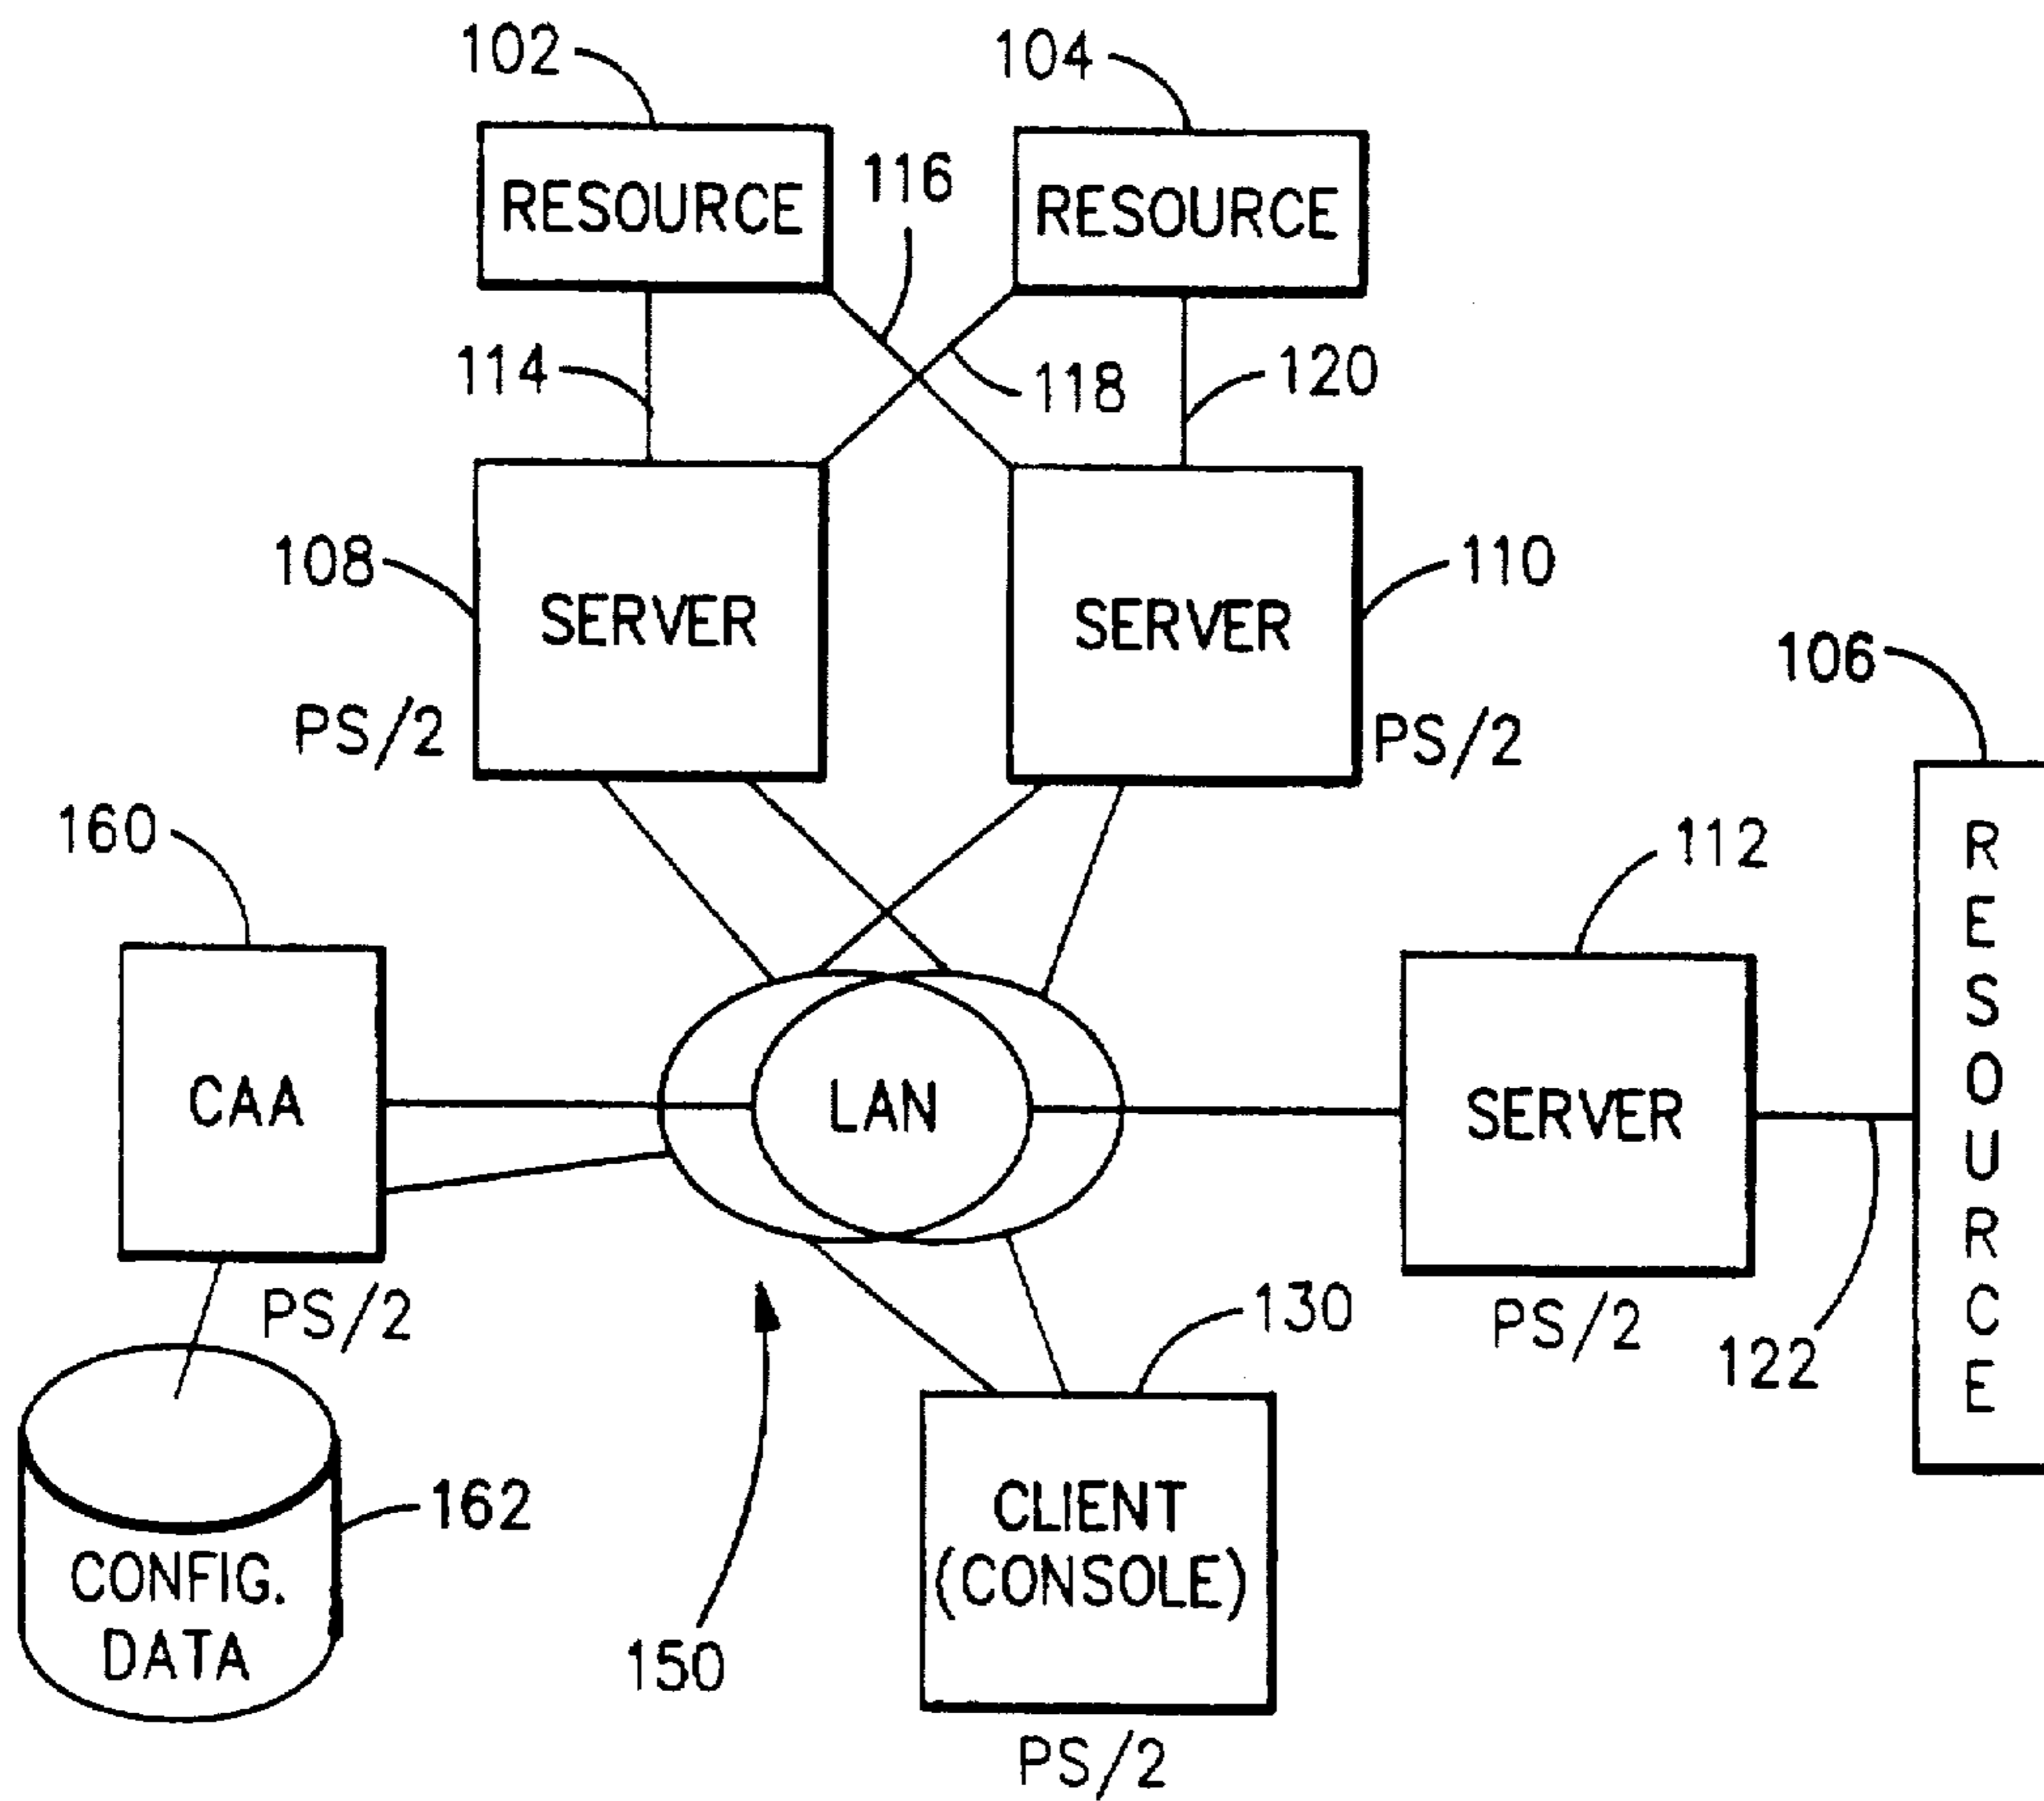 102
104
RESOURCE
116
RESOURCE
114
118
120
108
SERVER
SERVER
110
PS/2
PS/2
106
160
112
RESOURCE
CAA
LAN
SERVER
PS/2
130
PS/2
122
162
CLIENT
(CONSOLE)
CONFIG.
DATA
150
PS/2